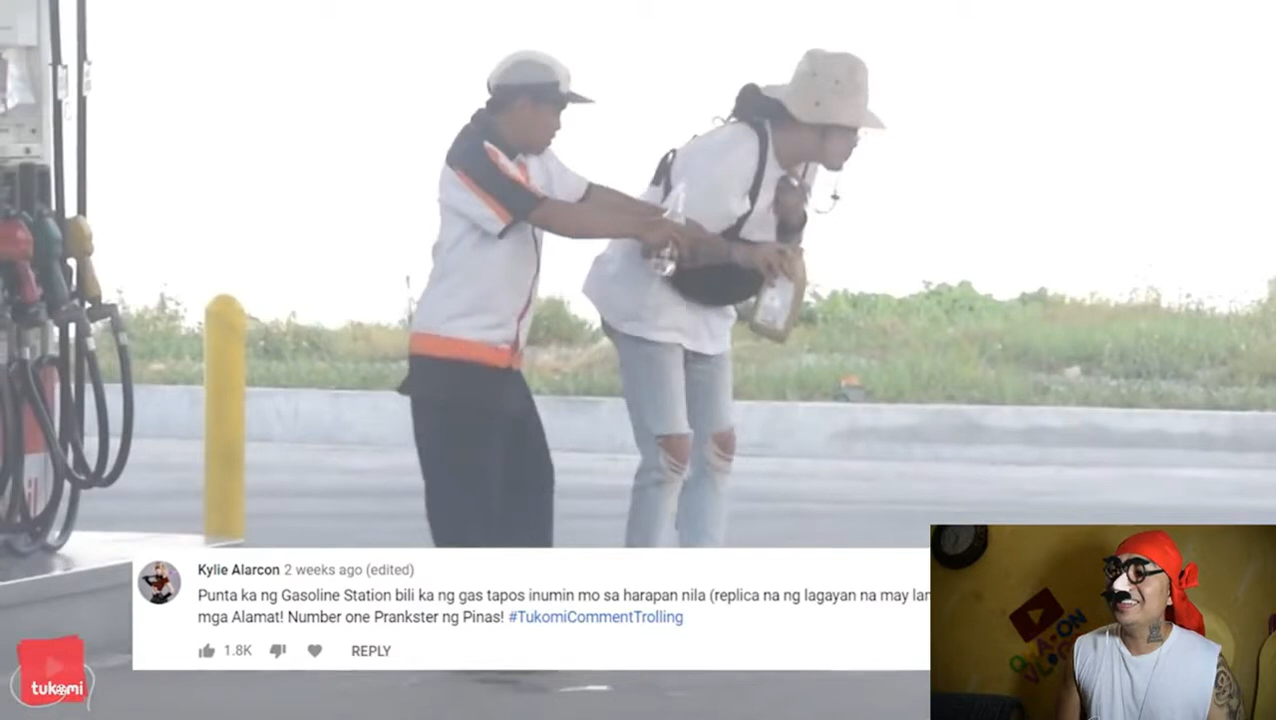 Kylie Alarcon 2 weeks ago (edited)
Punta ka ng Gasoline Station bili ka ng gas tapos inumin mo sa harapan nila (replica na ng lagayan na may lan
mga Alamat! Number one Prankster ng Pinas! #TukomiCommentTrolling
1.8K REPLY
tukomi